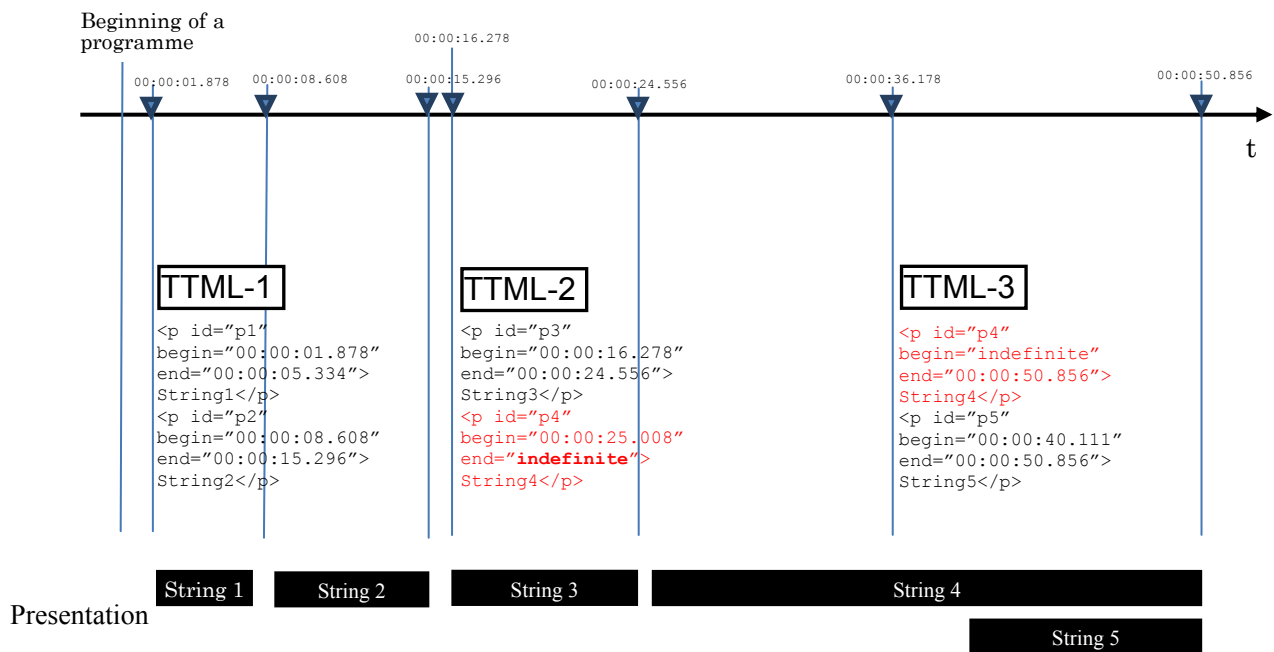 Beginning of a
programme
00:00:16.278
00:00:01.878
00:00:08.608
00:00:15.296
00:00:24.556
00:00:36.178
00:00:50.856
t
TTML-1
<p id=”p1”
begin=”00:00:01.878”
end=”00:00:05.334”>
String1</p>
<p id=”p2”
begin=”00:00:08.608”
end=”00:00:15.296”>
String2</p>
TTML-2
<p id=”p3”
begin=”00:00:16.278”
end=”00:00:24.556”>
String3</p>
<p id=”p4”
begin=”00:00:25.008”
end=”indefinite”>
String4</p>
TTML-3
<p id=”p4”
begin=”indefinite”
end=”00:00:50.856”>
String4</p>
<p id=”p5”
begin=”00:00:40.111”
end=”00:00:50.856”>
String5</p>
Presentation
String 1
String 2
String 3
String 4
String 5